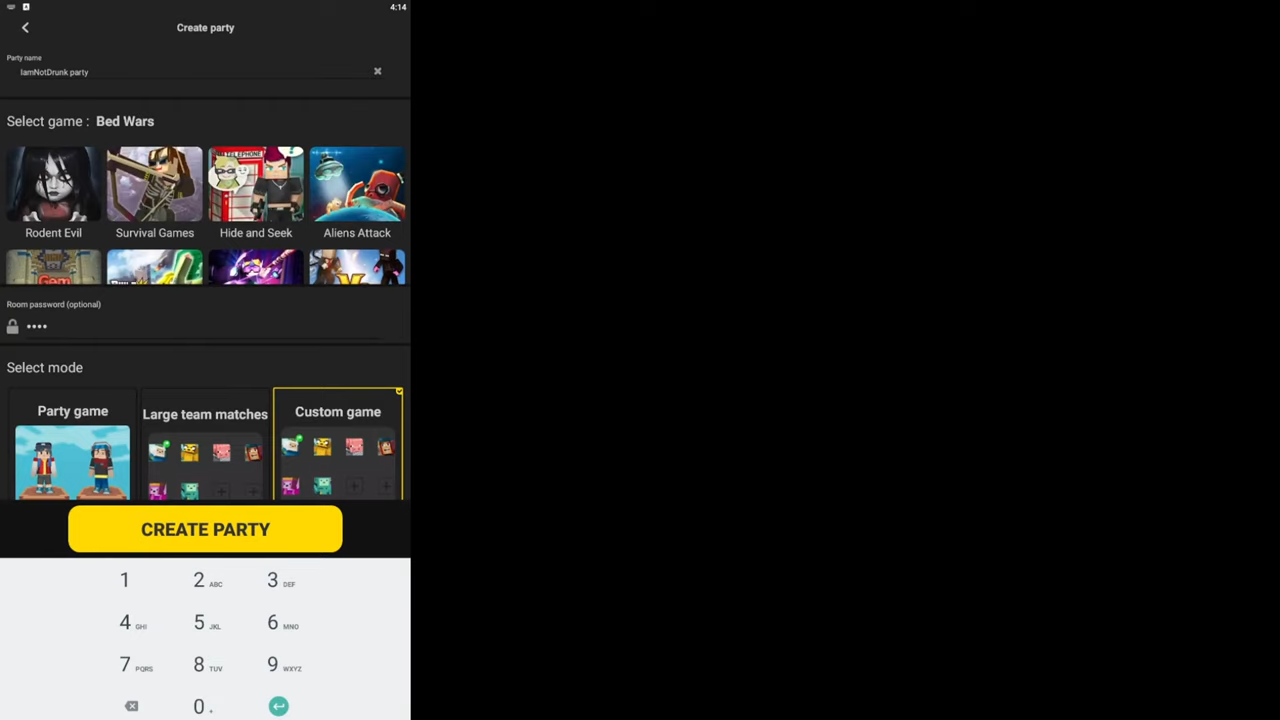 4:14
Create party
Party name
IamNotDrunk party
Select game : Bed Wars
TELEPHONE
Rodent Evil
Survival Games
Hide and Seek
Aliens Attack
Gem
Room password (optional)
••••
Select mode
Party game
Large team matches
Custom game
CREATE PARTY
1
2 ABC
3 DEF
4 GHI
5 JKL
6 MNO
7 PQRS
8 TUV
9 WXYZ
0 +